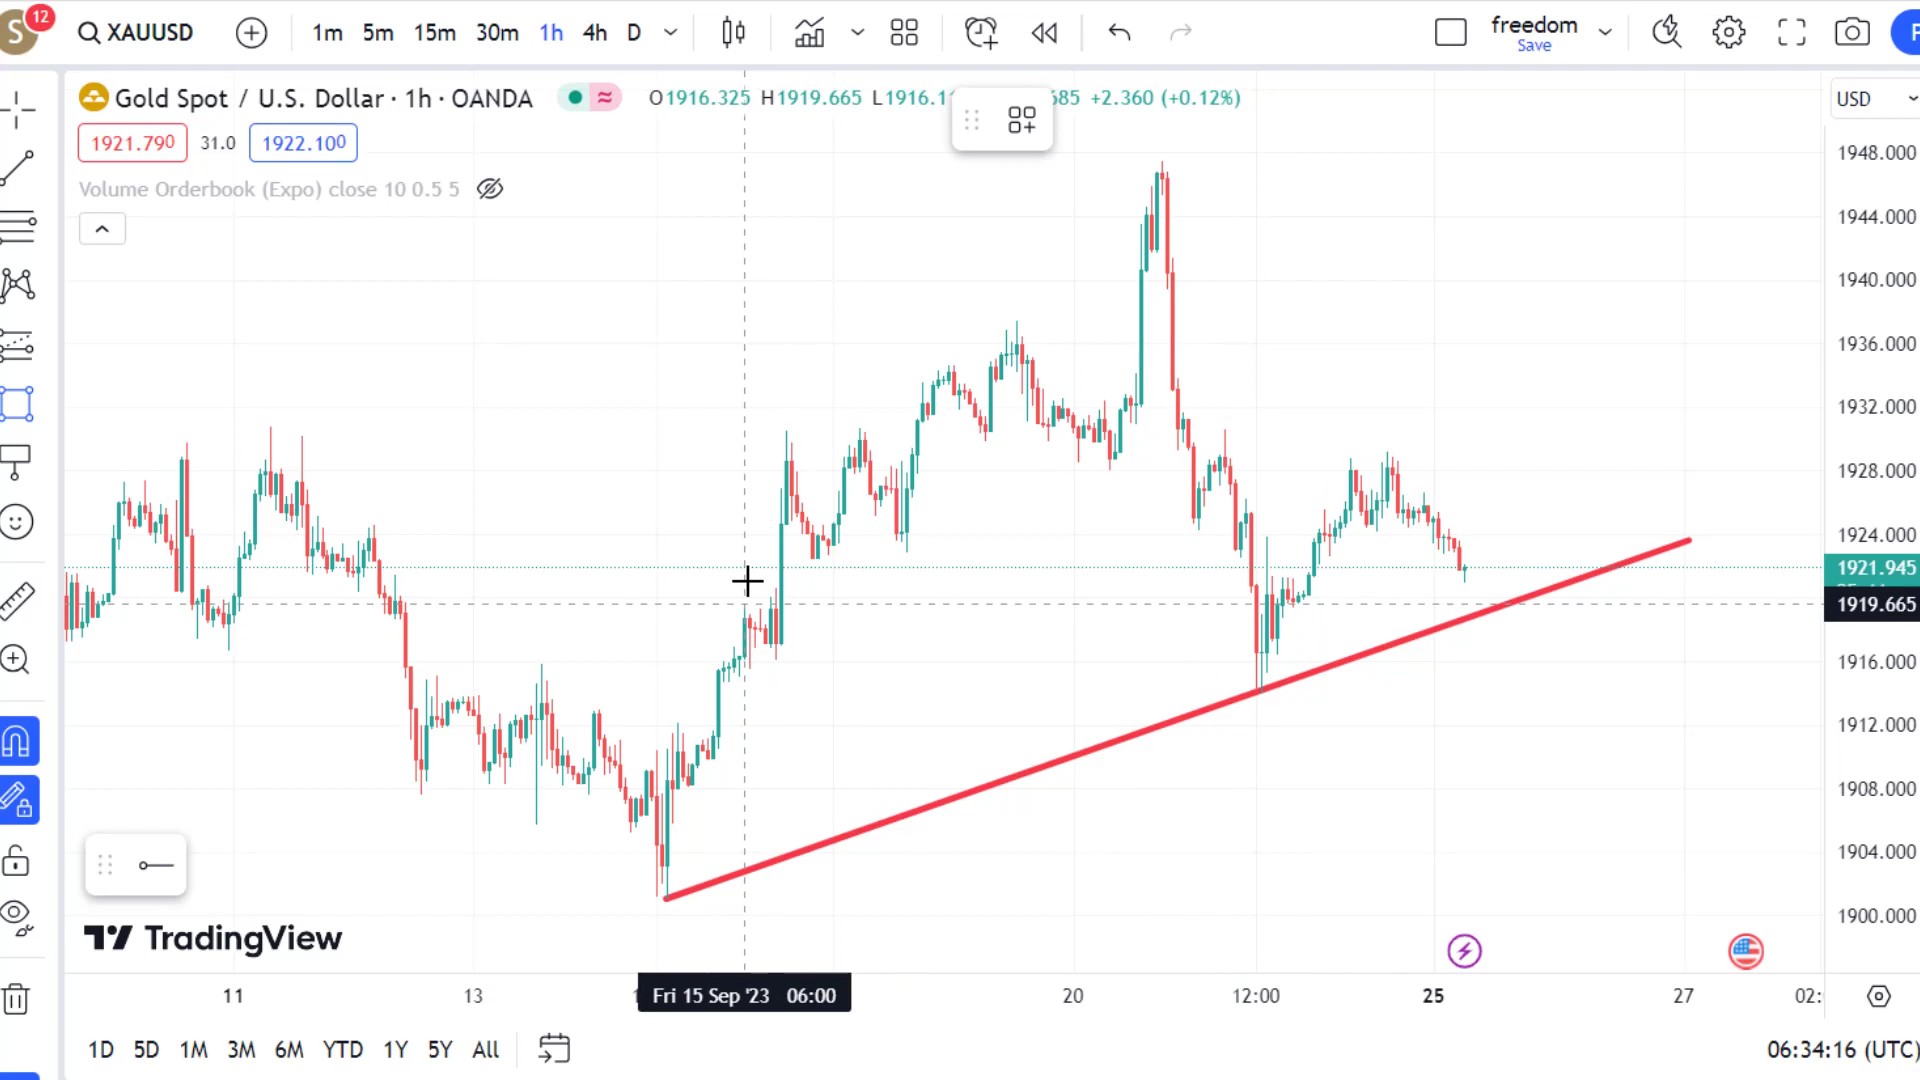 S 12 XAUUSD 1m 5m 15m 30m 1h 4h D freedom
Save
Gold Spot / U.S. Dollar · 1h · OANDA O1916.325 H1919.665 L1916.1 685 +2.360 (+0.12%) USD
1921.790 31.0 1922.100
Volume Orderbook (Expo) close 10 0.5 5
1948.000
1944.000
1940.000
1936.000
1932.000
1928.000
1924.000
1921.945
1919.665
1916.000
1912.000
1908.000
1904.000
1900.000
TradingView
11 13 Fri 15 Sep '23 06:00 20 12:00 25 27 02:
1D 5D 1M 3M 6M YTD 1Y 5Y All 06:34:16 (UTC)